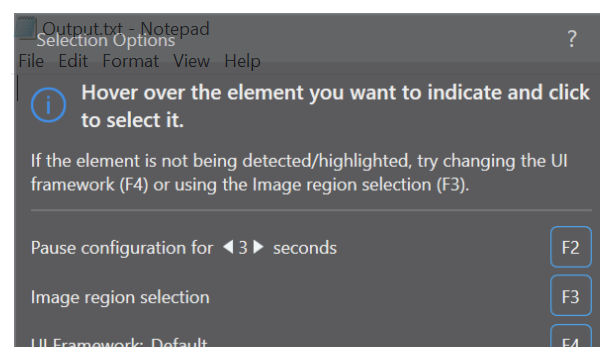 Output.txt - Notepad
Selection Options ?
File Edit Format View Help
Hover over the element you want to indicate and click
to select it.
If the element is not being detected/highlighted, try changing the UI
framework (F4) or using the Image region selection (F3).
Pause configuration for 3 seconds F2
Image region selection F3
UI Framework: Default F4